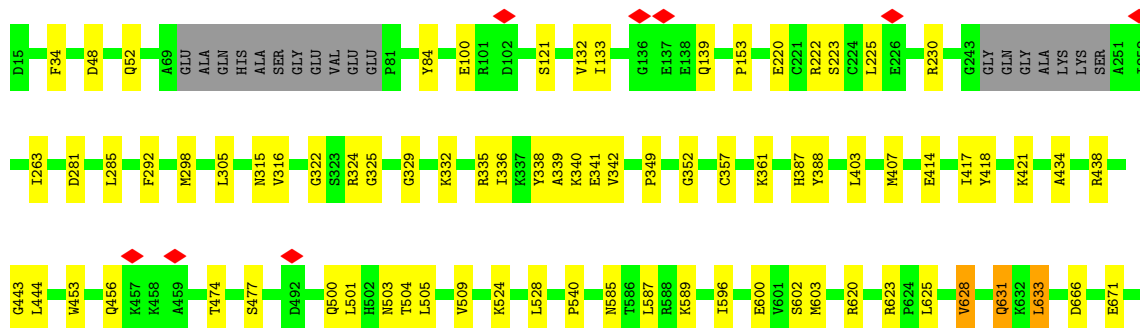 D15 F34 D48 Q52 A69 GLU ALA GLN HIS ALA SER GLY GLU VAL GLU GLU P81 Y84 E100 R101 D102 S121 V132 I133 G136 E137 E138 Q139 P153 E220 C221 R222 S223 C224 L225 E226 R230 G243 GLY GLN GLY ALA LYS LYS SER A251
I263 D281 L285 F292 M298 L305 N315 V316 G322 S323 R324 G325 G329 K332 R335 I336 K337 Y338 A339 K340 E341 V342 P349 G352 C357 K361 H387 Y388 L403 M407 E414 I417 Y418 K421 A434 R438
G443 L444 W453 Q456 K457 K458 A459 T474 S477 D492 Q500 L501 H502 N503 T504 L505 V509 K524 L528 P540 N585 T586 L587 R588 K589 I596 E600 V601 S602 M603 R620 R623 P624 L625 V628 Q631 K632 L633 D666 E671